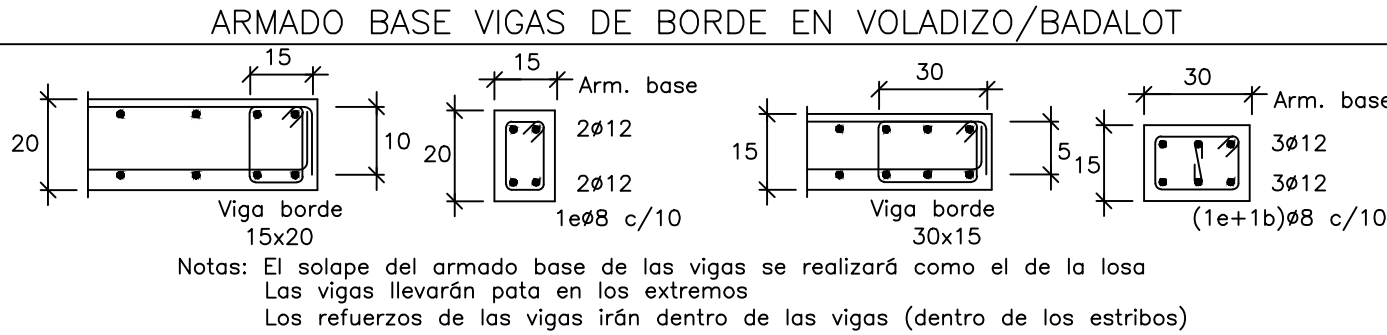 ARMADO BASE VIGAS DE BORDE EN VOLADIZO/BADALOT
15
20
10
Viga borde
15x20
15
Arm. base
20
2ø12
2ø12
1eø8 c/10
30
15
5
Viga borde
30x15
30
Arm. base
15
3ø12
3ø12
(1e+1b)ø8 c/10
Notas: El solape del armado base de las vigas se realizará como el de la losa
Las vigas llevarán pata en los extremos
Los refuerzos de las vigas irán dentro de las vigas (dentro de los estribos)